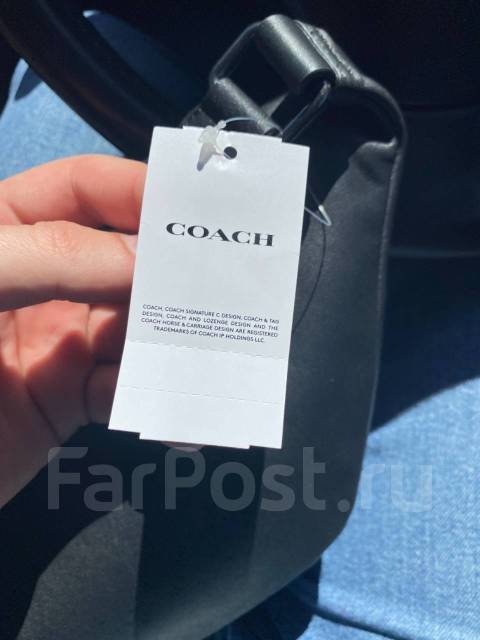 COACH
COACH, COACH SIGNATURE C DESIGN, COACH & TAG
DESIGN, COACH AND LOZENGE DESIGN AND THE
COACH HORSE & CARRIAGE DESIGN ARE REGISTERED
TRADEMARKS OF COACH IP HOLDINGS LLC.
FarPost.ru